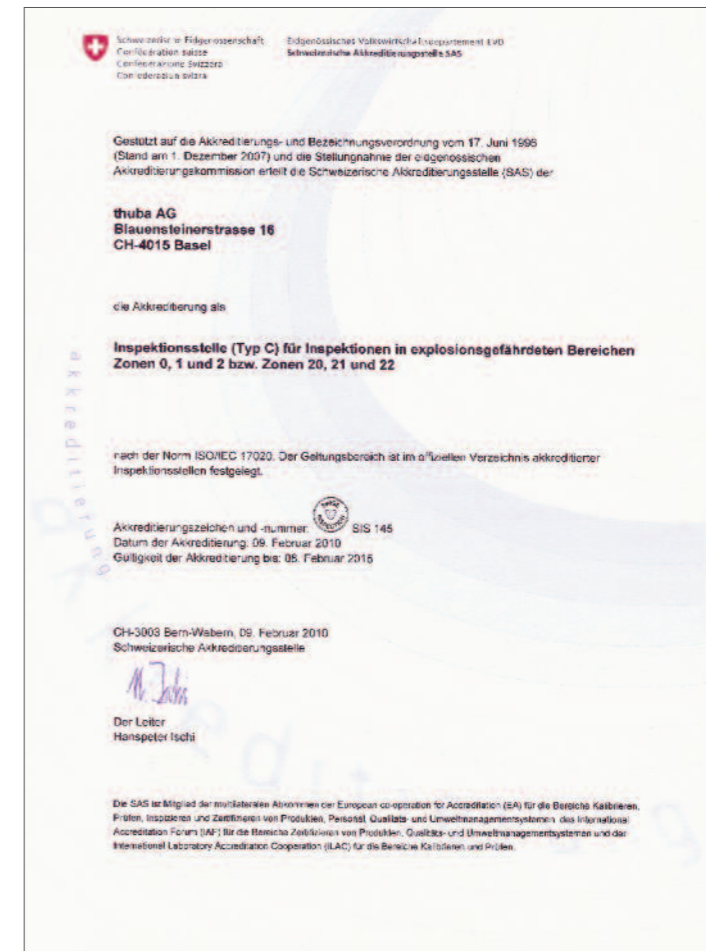 Schweizerische Eidgenossenschaft
Confédération suisse
Confederazione Svizzera
Confederaziun svizra
Eidgenössisches Volkswirtschaftsdepartement EVD
Schweizerische Akkreditierungsstelle SAS
Gestützt auf die Akkreditierungs- und Bezeichnungsverordnung vom 17. Juni 1996
(Stand am 1. Dezember 2007) und die Stellungnahme der eidgenössischen
Akkreditierungskommission erteilt die Schweizerische Akkreditierungsstelle (SAS) der
thuba AG
Blauensteinerstrasse 16
CH-4015 Basel
die Akkreditierung als
Inspektionsstelle (Typ C) für Inspektionen in explosionsgefährdeten Bereichen
Zonen 0, 1 und 2 bzw. Zonen 20, 21 und 22
nach der Norm ISO/IEC 17020. Der Geltungsbereich ist im offiziellen Verzeichnis akkreditierter
Inspektionsstellen festgelegt.
Akkreditierungszeichen und -nummer: SIS 145
Datum der Akkreditierung: 09. Februar 2010
Gültigkeit der Akkreditierung bis: 05. Februar 2015
CH-3003 Bern-Wabern, 09. Februar 2010
Schweizerische Akkreditierungsstelle
Der Leiter
Hanspeter Ischi
Die SAS ist Mitglied der multilateralen Abkommen der European co-operation for Accreditation (EA) für die Bereiche Kalibrieren,
Prüfen, Inspizieren und Zertifizieren von Produkten, Personal, Qualitäts- und Umweltmanagementsystemen, des International
Accreditation Forum (IAF) für die Bereiche Zertifizieren von Produkten, Qualitäts- und Umweltmanagementsystemen und der
International Laboratory Accreditation Cooperation (ILAC) für die Bereiche Kalibrieren und Prüfen.
akkreditierung